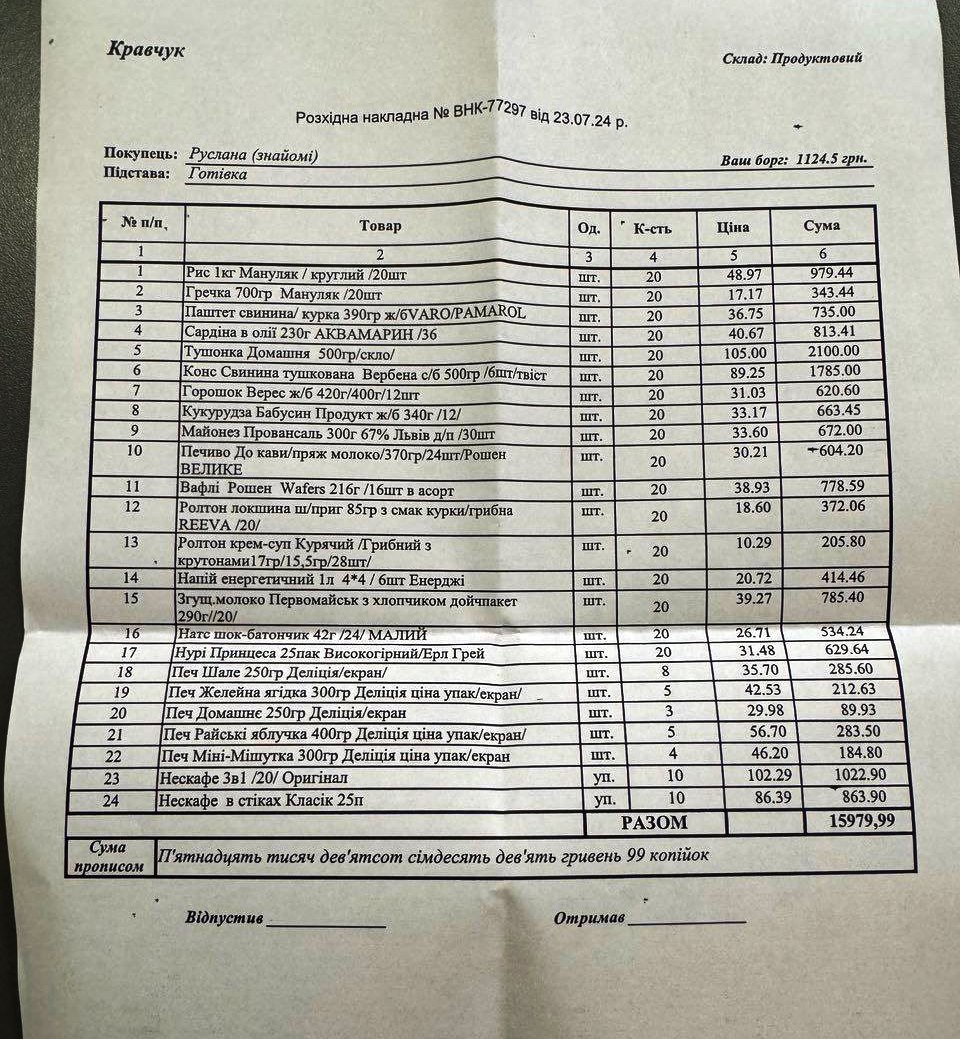 Кравчук
Склад: Продуктовий
Розхідна накладна № ВНК-77297 від 23.07.24 р.
Покупець: Руслана (знайомі)
Ваш борг: 1124.5 грн.
Підстава: Готівка
№ п/п, Товар Од. К-сть Ціна Сума
1 2 3 4 5 6
1 Рис 1кг Мануляк / круглий /20шт шт. 20 48.97 979.44
2 Гречка 700гр Мануляк /20шт шт. 20 17.17 343.44
3 Паштет свинина/ курка 390гр ж/бVARO/PAMAROL шт. 20 36.75 735.00
4 Сардіна в олії 230г АКВАМАРИН /36 шт. 20 40.67 813.41
5 Тушонка Домашня 500гр/скло/ шт. 20 105.00 2100.00
6 Конс Свинина тушкована Вербена с/б 500гр /6шт/твіст шт. 20 89.25 1785.00
7 Горошок Верес ж/б 420г/400г/12шт шт. 20 31.03 620.60
8 Кукурудза Бабусин Продукт ж/б 340г /12/ шт. 20 33.17 663.45
9 Майонез Провансаль 300г 67% Львів д/п /30шт шт. 20 33.60 672.00
10 Печиво До кави/пряж молоко/370гр/24шт/Рошен шт. 20 30.21 604.20
ВЕЛИКЕ
11 Вафлі Рошен Wafers 216г /16шт в асорт шт. 20 38.93 778.59
12 Ролтон локшина ш/приг 85гр з смак курки/грибна шт. 20 18.60 372.06
REEVA /20/
13 Ролтон крем-суп Курячий /Грибний з шт. 20 10.29 205.80
крутонами17гр/15,5гр/28шт/
14 Напій енергетичний 1л 4*4 / 6шт Енерджі шт. 20 20.72 414.46
15 Згущ.молоко Первомайськ з хлопчиком дойчпакет шт. 20 39.27 785.40
290г//20/
16 Натс шок-батончик 42г /24/ МАЛИЙ шт. 20 26.71 534.24
17 Нурі Принцеса 25пак Високогірний/Ерл Грей шт. 20 31.48 629.64
18 Печ Шале 250гр Деліція/екран/ шт. 8 35.70 285.60
19 Печ Желейна ягідка 300гр Деліція ціна упак/екран/ шт. 5 42.53 212.63
20 Печ Домашнє 250гр Деліція/екран шт. 3 29.98 89.93
21 Печ Райські яблучка 400гр Деліція ціна упак/екран/ шт. 5 56.70 283.50
22 Печ Міні-Мішутка 300гр Деліція ціна упак/екран шт. 4 46.20 184.80
23 Нескафе 3в1 /20/ Оригінал уп. 10 102.29 1022.90
24 Нескафе в стіках Класік 25п уп. 10 86.39 863.90
РАЗОМ 15979,99
Сума прописом П'ятнадцять тисяч дев'ятсот сімдесять дев'ять гривень 99 копійок
Відпустив Отримав